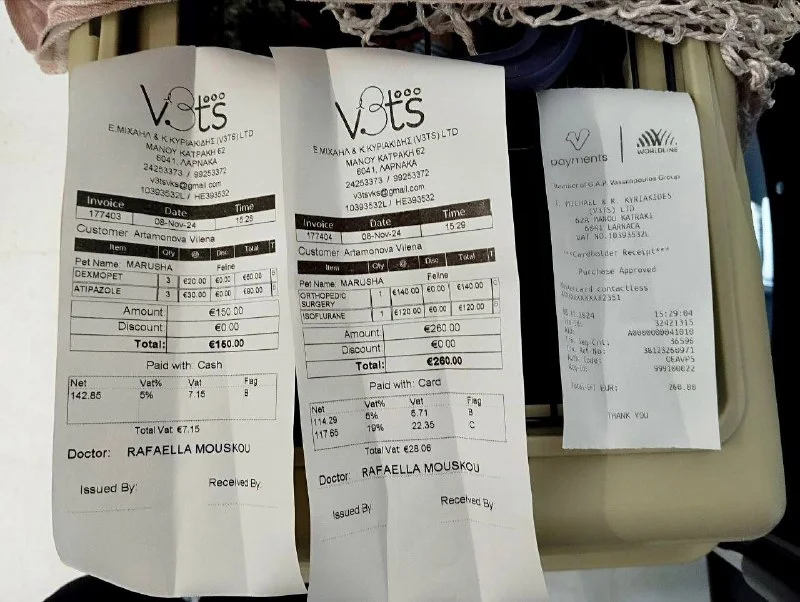 V3ts
Ε.ΜΙΧΑΗΛ & Κ.ΚΥΡΙΑΚΙΔΗΣ (V3TS) LTD
ΜΑΝΟΥ ΚΑΤΡΑΚΗ 62
6041, ΛΑΡΝΑΚΑ
24253373 / 99253372
v3tsvks@gmail.com
10393532L / HE393532
Invoice Date Time
177403 08-Nov-24 15:28
Customer Artamonova Vilena
Item Qty @ Disc Total
Pet Name: MARUSHA Feline
DEXMOPET 3 €20.00 €0.00 €60.00 B
ATIPAZOLE 3 €30.00 €0.00 €90.00 B
Amount €150.00
Discount €0.00
Total: €150.00
Paid with: Cash
Net Vat% Vat Flag
142.85 5% 7.15 B
Total Vat €7.15
Doctor: RAFAELLA MOUSKOU
Issued By: Received By:
V3ts
Ε.ΜΙΧΑΗΛ & Κ.ΚΥΡΙΑΚΙΔΗΣ (V3TS) LTD
ΜΑΝΟΥ ΚΑΤΡΑΚΗ 62
6041, ΛΑΡΝΑΚΑ
24253373 / 99253372
v3tsvks@gmail.com
10393532L / HE393532
Invoice Date Time
177404 08-Nov-24 15:29
Customer Artamonova Vilena
Item Qty @ Disc Total T
Pet Name: MARUSHA Feline
ORTHOPEDIC 1 €140.00 €0.00 €140.00
SURGERY
ISOFLURANE 1 €120.00 €0.00 €120.00
Amount €260.00
Discount €0.00
Total: €260.00
Paid with: Card
Net Vat% Vat Flag
114.29 5% 5.71 B
117.65 19% 22.35 C
Total Vat €28.06
Doctor: RAFAELLA MOUSKOU
Issued By Received By
payments WORLDLINE
Member of G.A.P. Vassilopoulos Group
E. MICHAEL & K. KYRIAKIDES
(V3TS) LTD
62A MANOU KATRAKI
6041 LARNACA
VAT NO.10393532L
***Cardholder Receipt***
Purchase Approved
Mastercard contactless
15:29:04
32421315
A0000000041010
36596
999100022
Total Amt EUR: 260.00
THANK YOU